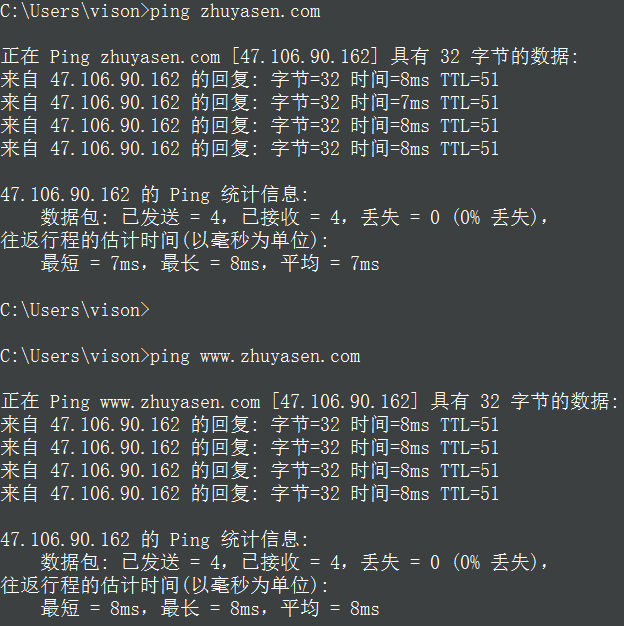 C:\Users\vison>ping zhuyasen.com
正在 Ping zhuyasen.com [47.106.90.162] 具有 32 字节的数据:
来自 47.106.90.162 的回复: 字节=32 时间=8ms TTL=51
来自 47.106.90.162 的回复: 字节=32 时间=7ms TTL=51
来自 47.106.90.162 的回复: 字节=32 时间=8ms TTL=51
来自 47.106.90.162 的回复: 字节=32 时间=8ms TTL=51
47.106.90.162 的 Ping 统计信息:
数据包: 已发送 = 4，已接收 = 4，丢失 = 0 (0% 丢失)，
往返行程的估计时间(以毫秒为单位):
最短 = 7ms，最长 = 8ms，平均 = 7ms
C:\Users\vison>
C:\Users\vison>ping www.zhuyasen.com
正在 Ping www.zhuyasen.com [47.106.90.162] 具有 32 字节的数据:
来自 47.106.90.162 的回复: 字节=32 时间=8ms TTL=51
来自 47.106.90.162 的回复: 字节=32 时间=8ms TTL=51
来自 47.106.90.162 的回复: 字节=32 时间=8ms TTL=51
来自 47.106.90.162 的回复: 字节=32 时间=8ms TTL=51
47.106.90.162 的 Ping 统计信息:
数据包: 已发送 = 4，已接收 = 4，丢失 = 0 (0% 丢失)，
往返行程的估计时间(以毫秒为单位):
最短 = 8ms，最长 = 8ms，平均 = 8ms